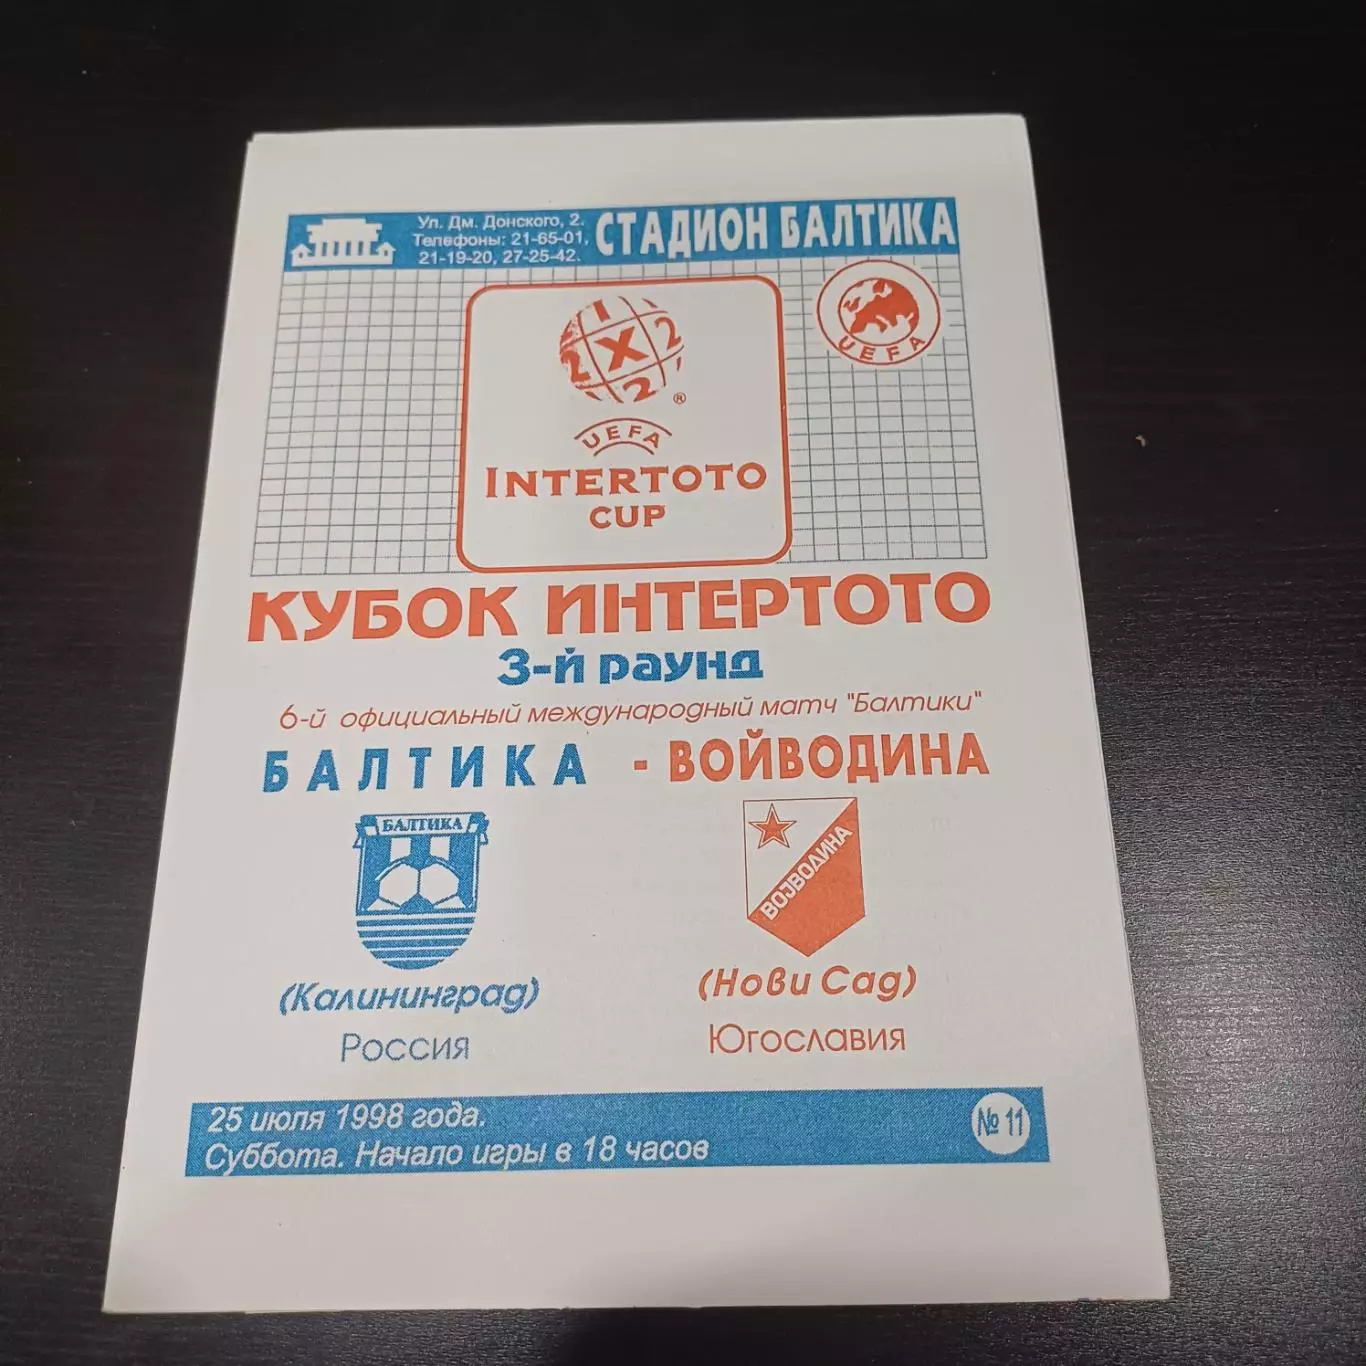 Ул. Дм. Донского, 2.
Телефоны: 21-65-01,
21-19-20, 27-25-42.
СТАДИОН БАЛТИКА
1
2 X 2
2
®
UEFA
INTERTOTO
CUP
UEFA
КУБОК ИНТЕРТОТО
3-й раунд
6-й официальный международный матч "Балтики"
БАЛТИКА - ВОЙВОДИНА
БАЛТИКА
ВОJВОДИНА
(Калининград)
Россия
(Нови Сад)
Югославия
25 июля 1998 года.
Суббота. Начало игры в 18 часов
№ 11